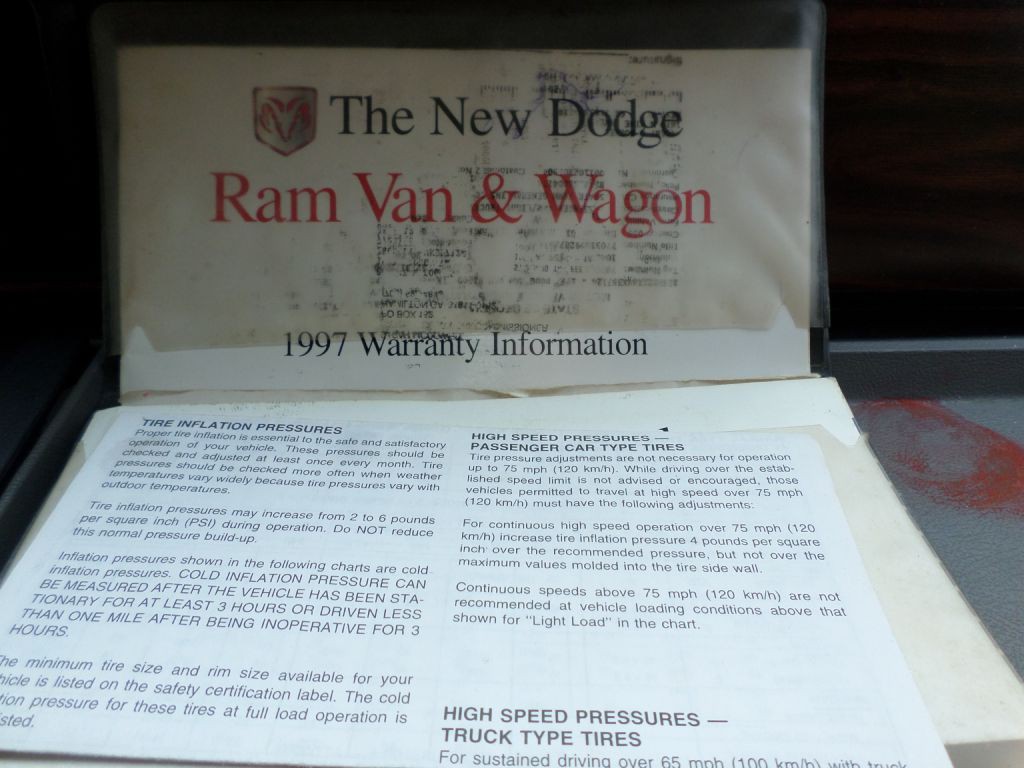 The New Dodge
Ram Van & Wagon
1997 Warranty Information
TIRE INFLATION PRESSURES
Proper tire inflation is essential to the safe and satisfactory
operation of your vehicle. These pressures should be
checked and adjusted at least once every month. Tire
pressures should be checked more often when weather
temperatures vary widely because tire pressures vary with
outdoor temperatures.
Tire inflation pressures may increase from 2 to 6 pounds
per square inch (PSI) during operation. Do NOT reduce
this normal pressure build-up.
Inflation pressures shown in the following charts are cold
inflation pressures. COLD INFLATION PRESSURE CAN
BE MEASURED AFTER THE VEHICLE HAS BEEN STA-
TIONARY FOR AT LEAST 3 HOURS OR DRIVEN LESS
THAN ONE MILE AFTER BEING INOPERATIVE FOR 3
HOURS.
The minimum tire size and rim size available for your
hicle is listed on the safety certification label. The cold
tion pressure for these tires at full load operation is
isted.
HIGH SPEED PRESSURES —
PASSENGER CAR TYPE TIRES
Tire pressure adjustments are not necessary for operation
up to 75 mph (120 km/h). While driving over the estab-
lished speed limit is not advised or encouraged, those
vehicles permitted to travel at high speed over 75 mph
(120 km/h) must have the following adjustments:
For continuous high speed operation over 75 mph (120
km/h) increase tire inflation pressure 4 pounds per square
inch over the recommended pressure, but not over the
maximum values molded into the tire side wall.
Continuous speeds above 75 mph (120 km/h) are not
recommended at vehicle loading conditions above that
shown for "Light Load" in the chart.
HIGH SPEED PRESSURES —
TRUCK TYPE TIRES
For sustained driving over 65 mph (100 km/h) with truck